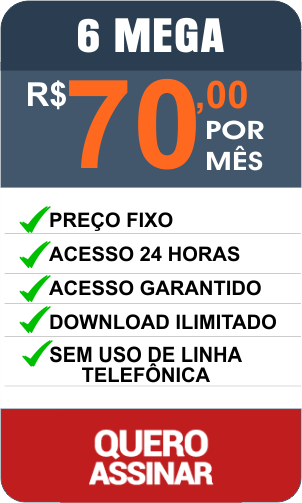 6 MEGA
R$70,00
POR
MÊS
PREÇO FIXO
ACESSO 24 HORAS
ACESSO GARANTIDO
DOWNLOAD ILIMITADO
SEM USO DE LINHA
TELEFÔNICA
QUERO
ASSINAR